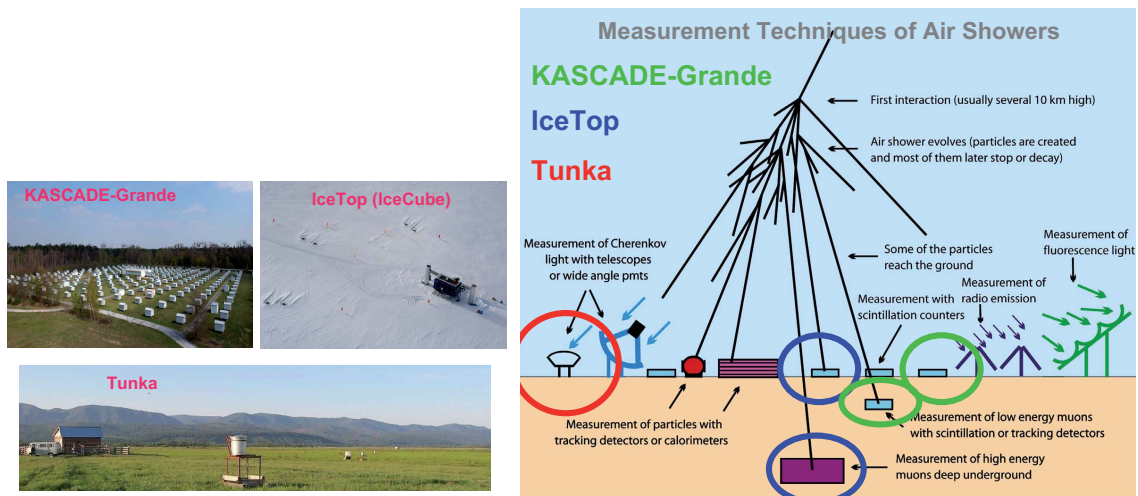 KASCADE-Grande
IceTop (IceCube)
Tunka
Measurement Techniques of Air Showers
KASCADE-Grande
IceTop
Tunka
First interaction (usually several 10 km high)
Air shower evolves (particles are created
and most of them later stop or decay)
Measurement of Cherenkov
light with telescopes
or wide angle pmts
Some of the particles
reach the ground
Measurement of
fluorescence light
Measurement with
scintillation counters
Measurement of
radio emission
Measurement of particles with
tracking detectors or calorimeters
Measurement of low energy muons
with scintillation or tracking detectors
Measurement of high energy
muons deep underground